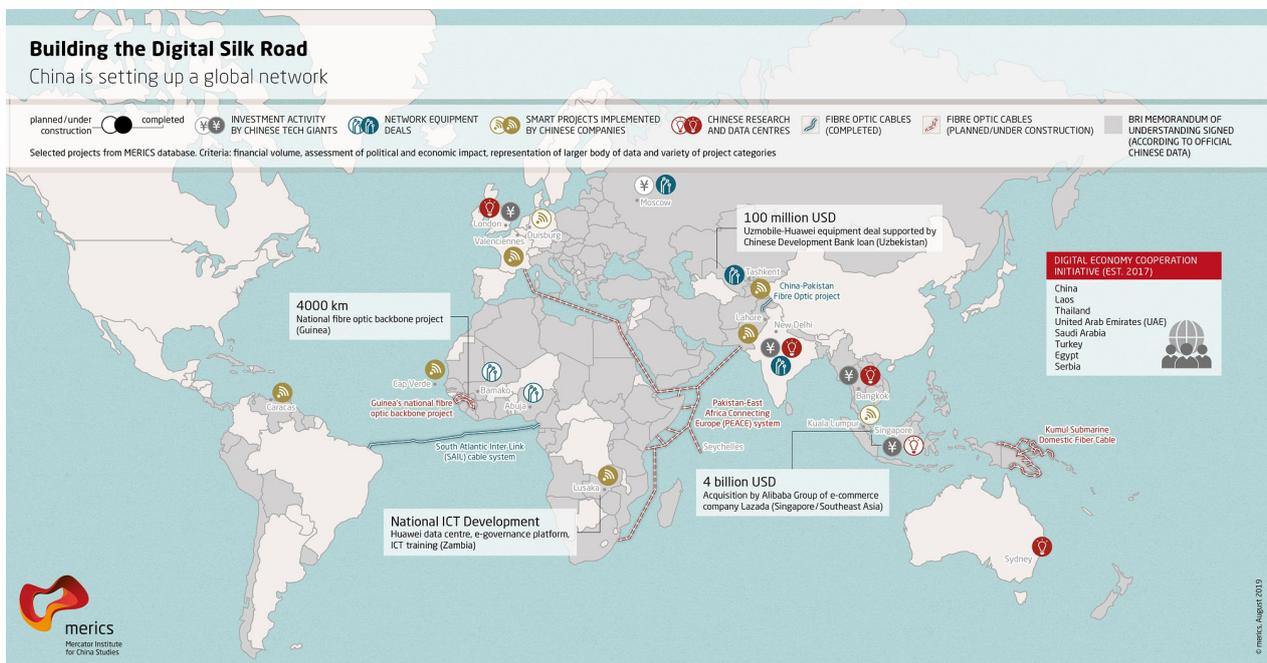 Building the Digital Silk Road
China is setting up a global network
planned/under
construction
completed
INVESTMENT ACTIVITY
BY CHINESE TECH GIANTS
NETWORK EQUIPMENT
DEALS
SMART PROJECTS IMPLEMENTED
BY CHINESE COMPANIES
CHINESE RESEARCH
AND DATA CENTRES
FIBRE OPTIC CABLES
(COMPLETED)
FIBRE OPTIC CABLES
(PLANNED/UNDER CONSTRUCTION)
BRI MEMORANDUM OF
UNDERSTANDING SIGNED
(ACCORDING TO OFFICIAL
CHINESE DATA)
Selected projects from MERICS database. Criteria: financial volume, assessment of political and economic impact, representation of larger body of data and variety of project categories
Moscow
London
Duisburg
Valenciennes
100 million USD
Uzmobile-Huawei equipment deal supported by
Chinese Development Bank loan (Uzbekistan)
Tashkent
China-Pakistan
Fibre Optic project
Lahore
New Delhi
DIGITAL ECONOMY COOPERATION
INITIATIVE (EST. 2017)
China
Laos
Thailand
United Arab Emirates (UAE)
Saudi Arabia
Turkey
Egypt
Serbia
4000 km
National fibre optic backbone project
(Guinea)
Cap Verde
Bamako
Abuja
Caracas
Guinea's national fibre
optic backbone project
South Atlantic Inter Link
(SAIL) cable system
Pakistan-East
Africa Connecting
Europe (PEACE) system
Seychelles
Bangkok
Kuala Lumpur
Singapore
Kumul Submarine
Domestic Fiber Cable
4 billion USD
Acquisition by Alibaba Group of e-commerce
company Lazada (Singapore/Southeast Asia)
Lusaka
National ICT Development
Huawei data centre, e-governance platform,
ICT training (Zambia)
Sydney
merics
Mercator Institute
for China Studies
© merics, August 2019